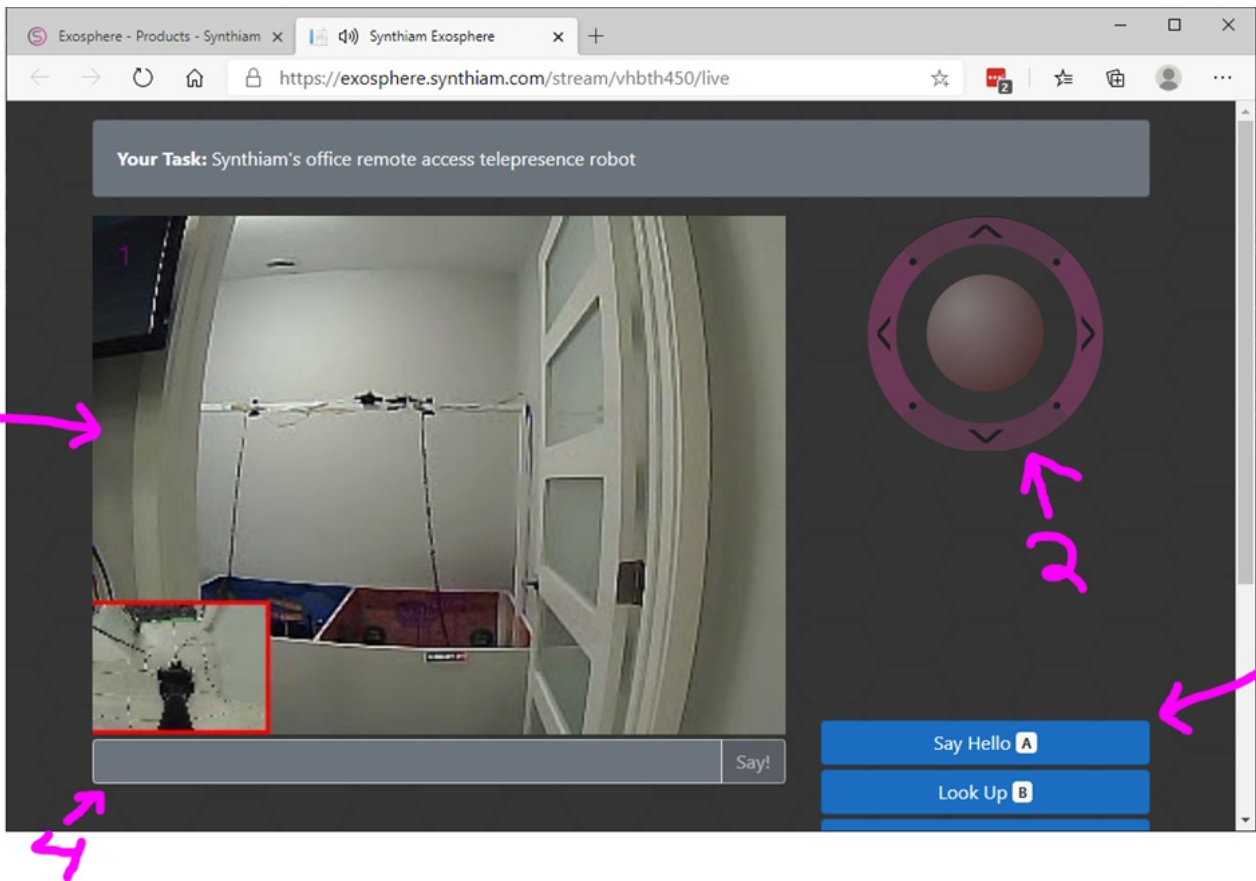 Exosphere - Products - Synthiam
Synthiam Exosphere
https://exosphere.synthiam.com/stream/vhbth450/live
2
Your Task: Synthiam's office remote access telepresence robot
1
2
Say!
Say Hello A
Look Up B
4